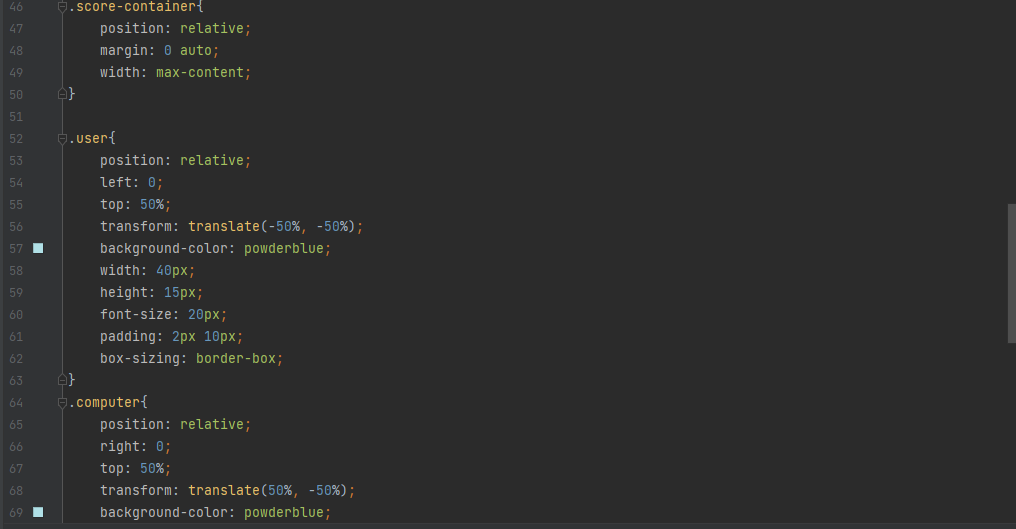 46 .score-container{
47 position: relative;
48 margin: 0 auto;
49 width: max-content;
50 }
51
52 .user{
53 position: relative;
54 left: 0;
55 top: 50%;
56 transform: translate(-50%, -50%);
57 background-color: powderblue;
58 width: 40px;
59 height: 15px;
60 font-size: 20px;
61 padding: 2px 10px;
62 box-sizing: border-box;
63 }
64 .computer{
65 position: relative;
66 right: 0;
67 top: 50%;
68 transform: translate(50%, -50%);
69 background-color: powderblue;